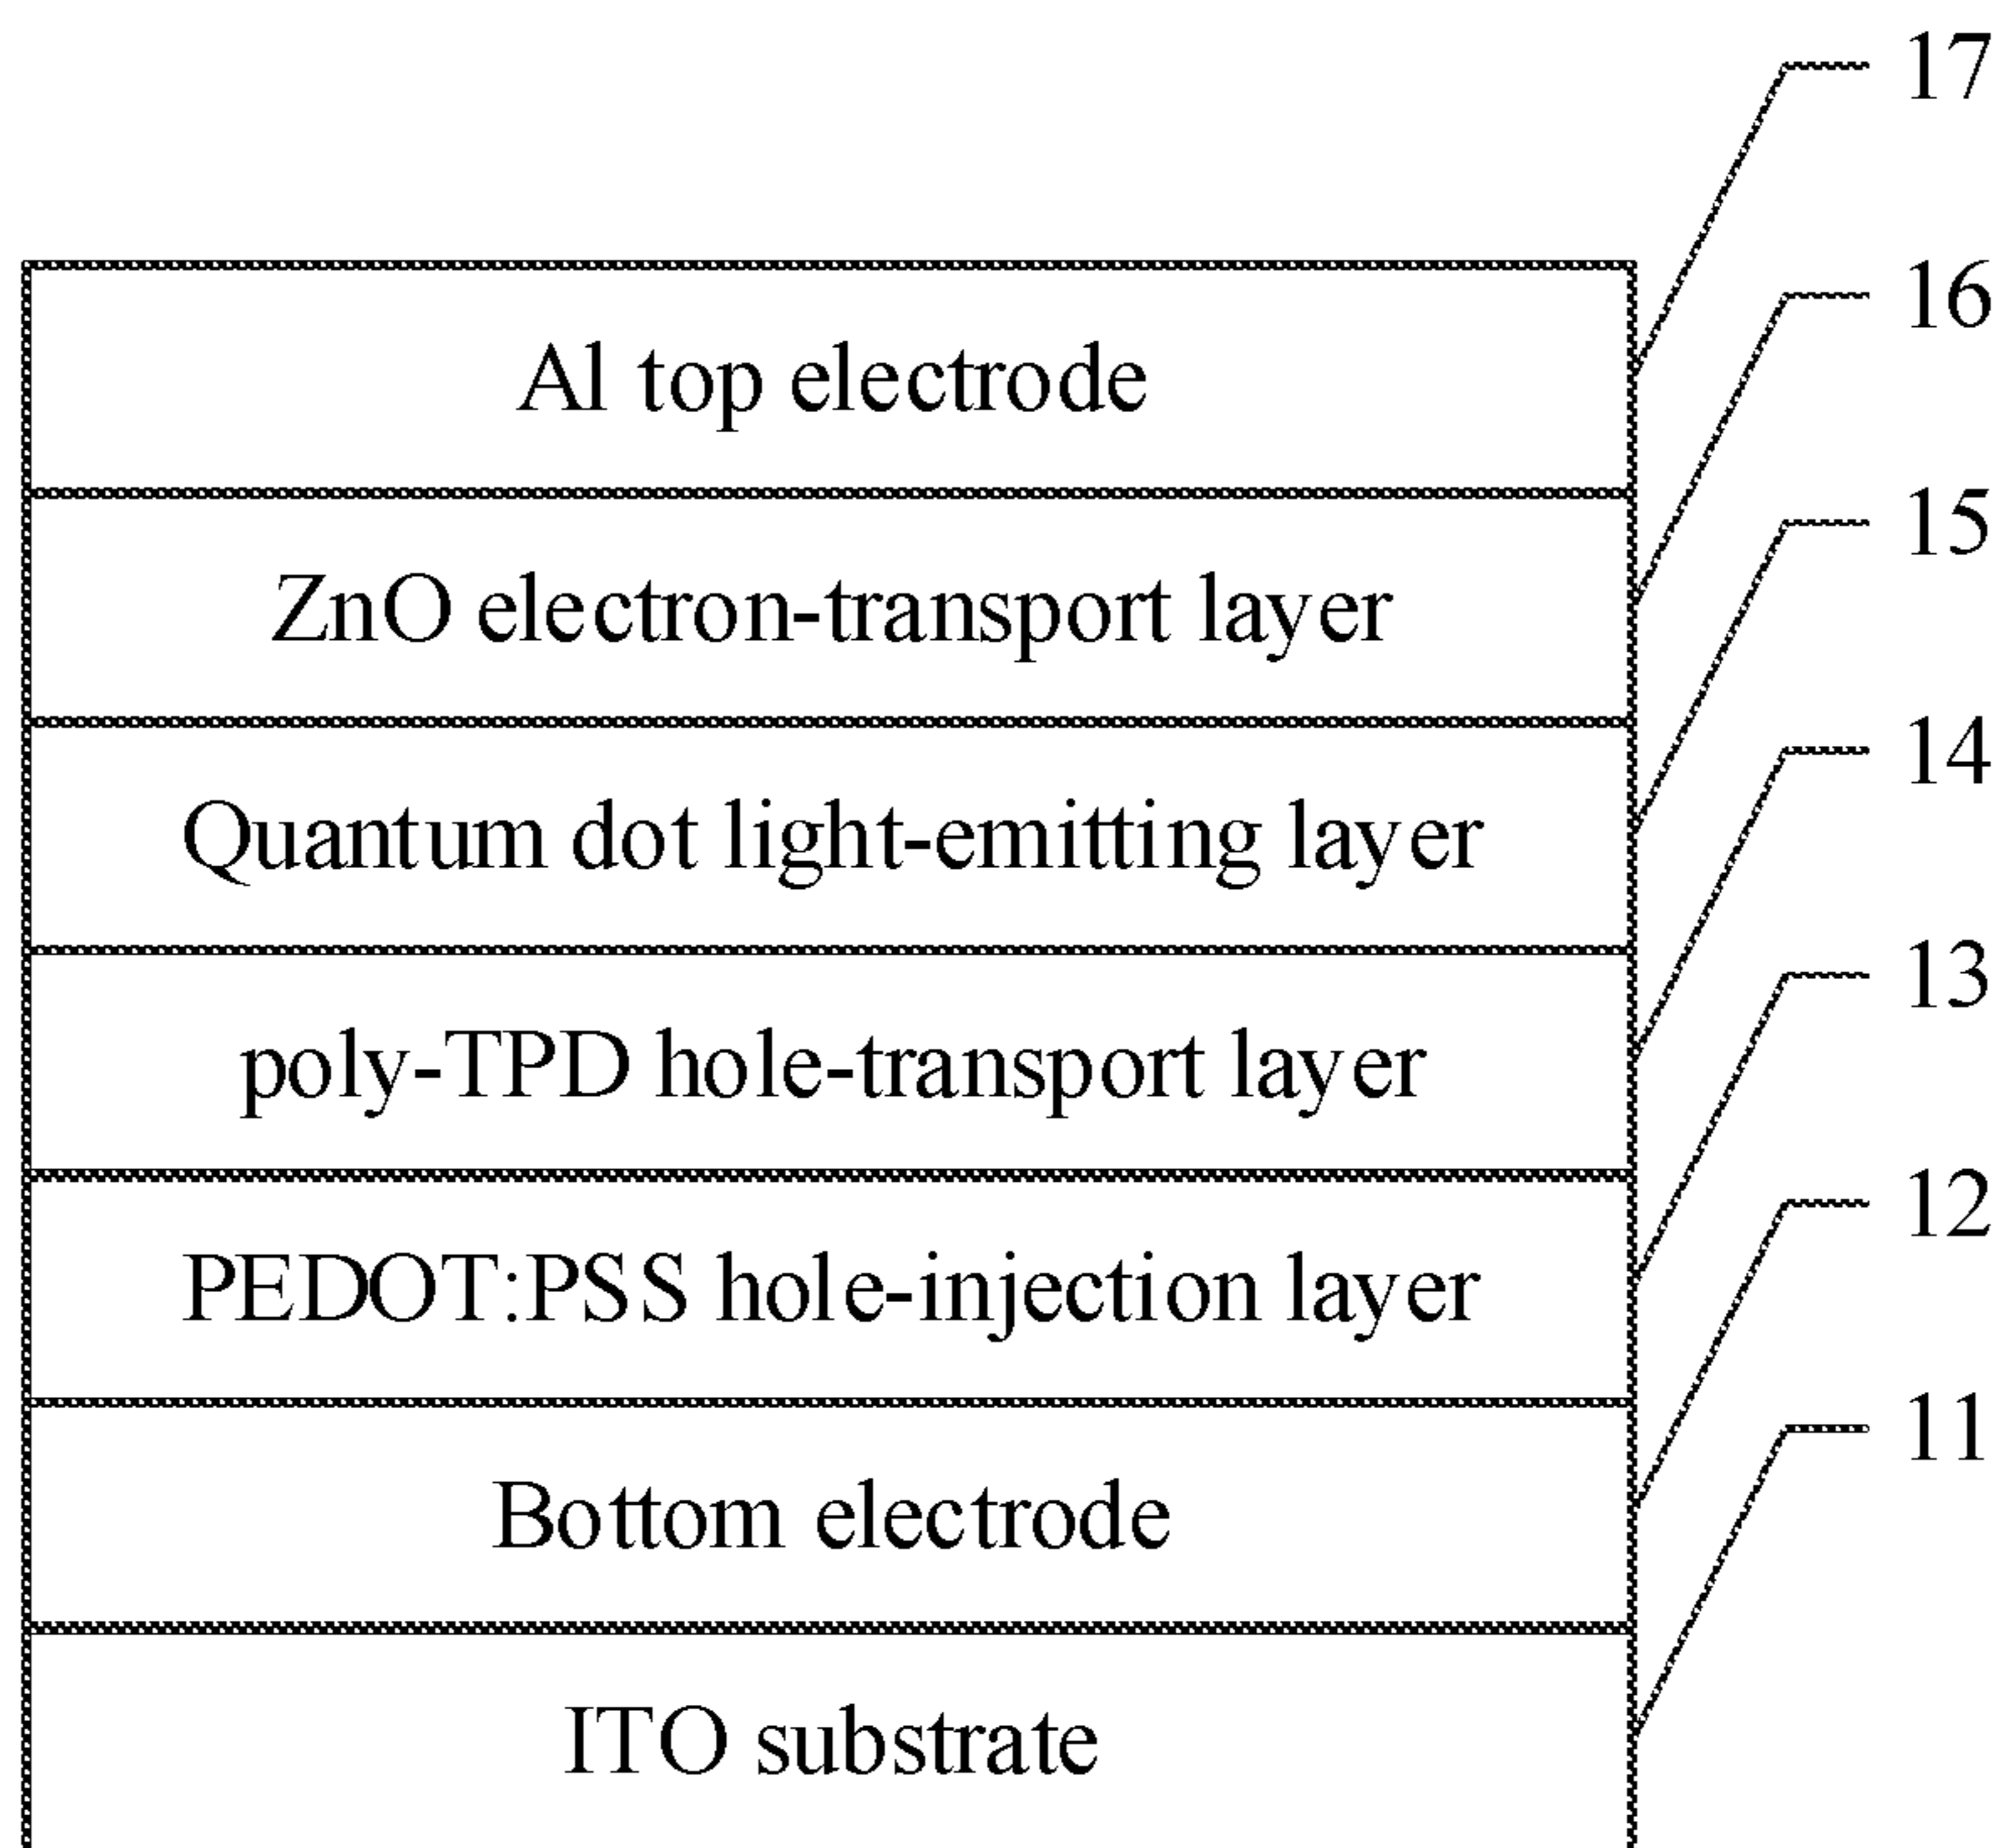 17
Al top electrode
16
ZnO electron-transport layer
15
Quantum dot light-emitting layer
14
poly-TPD hole-transport layer
13
PEDOT:PSS hole-injection layer
12
Bottom electrode
11
ITO substrate